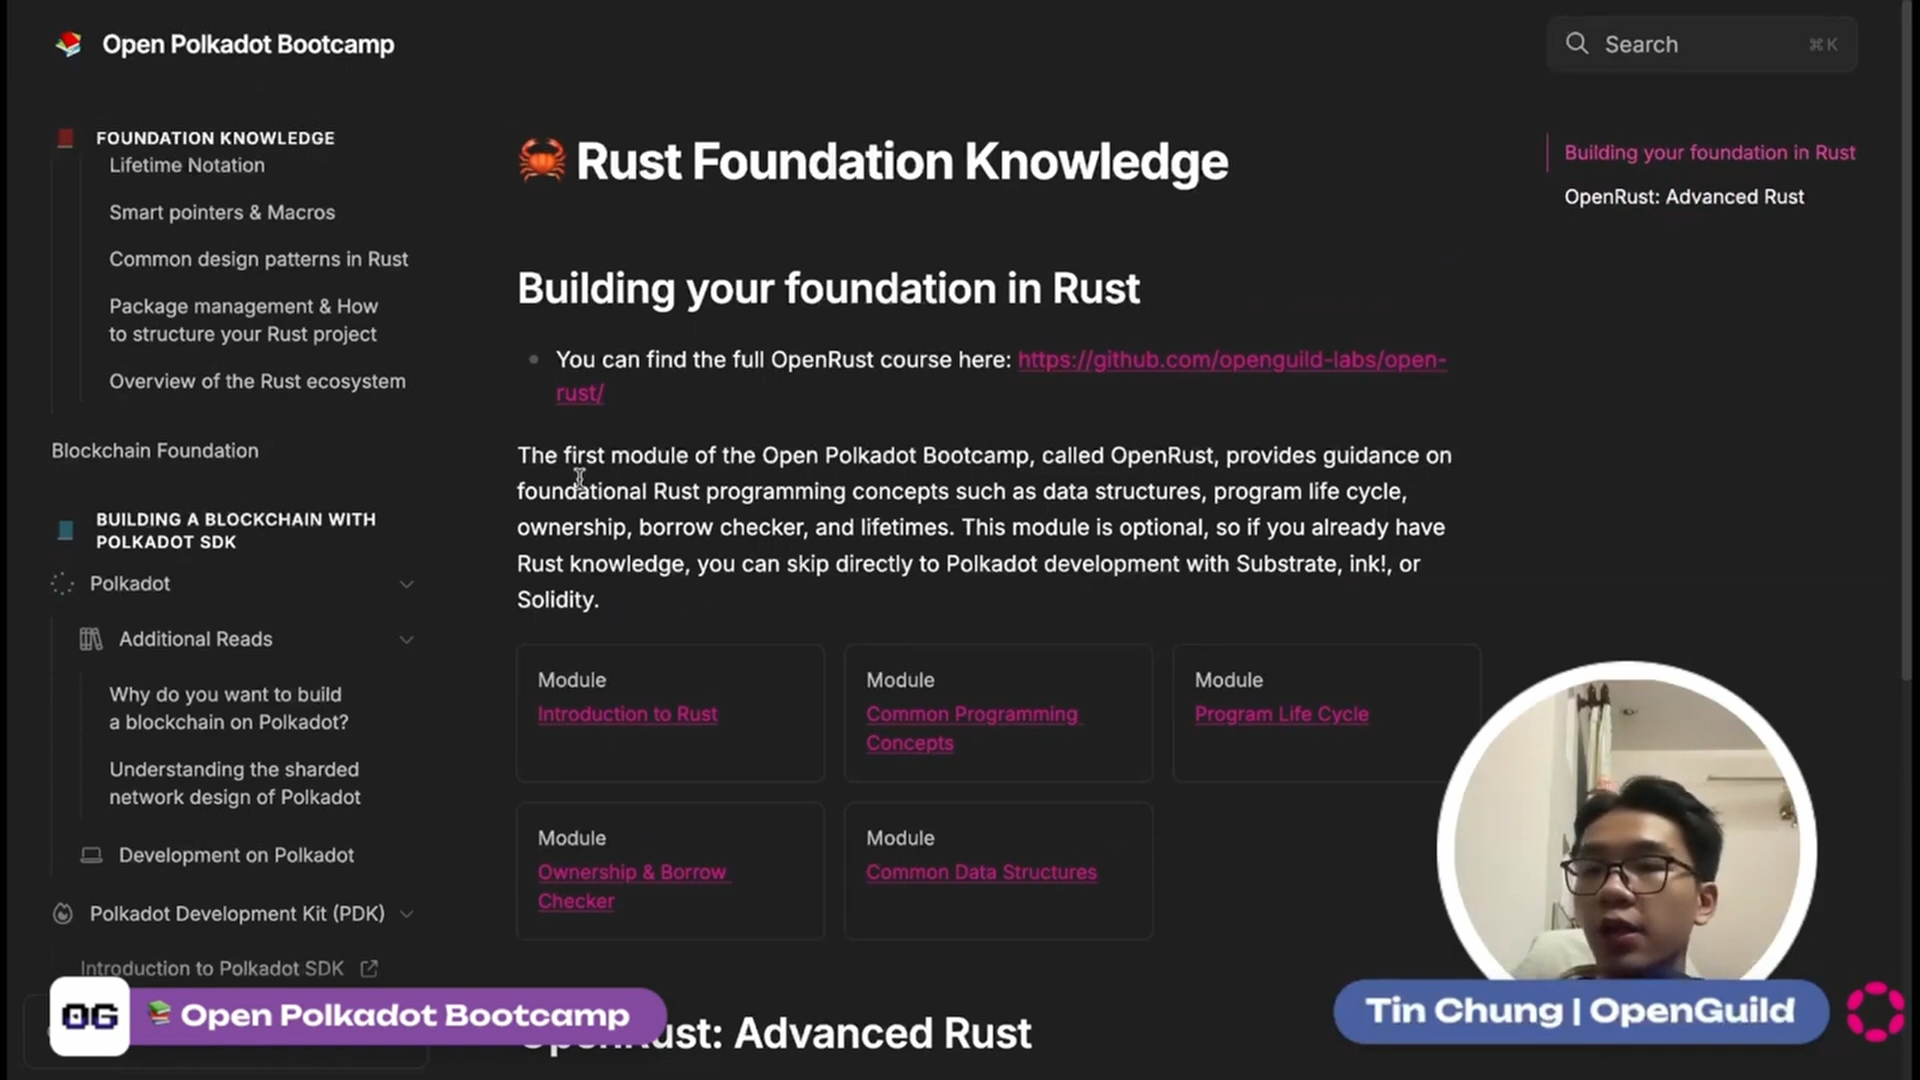 Open Polkadot Bootcamp
Search
⌘ K
FOUNDATION KNOWLEDGE
Lifetime Notation
Smart pointers & Macros
Common design patterns in Rust
Package management & How
to structure your Rust project
Overview of the Rust ecosystem
Blockchain Foundation
BUILDING A BLOCKCHAIN WITH
POLKADOT SDK
Polkadot
Additional Reads
Why do you want to build
a blockchain on Polkadot?
Understanding the sharded
network design of Polkadot
Development on Polkadot
Polkadot Development Kit (PDK)
Introduction to Polkadot SDK
Rust Foundation Knowledge
Building your foundation in Rust
You can find the full OpenRust course here: https://github.com/openguild-labs/open-
rust/
The first module of the Open Polkadot Bootcamp, called OpenRust, provides guidance on
foundational Rust programming concepts such as data structures, program life cycle,
ownership, borrow checker, and lifetimes. This module is optional, so if you already have
Rust knowledge, you can skip directly to Polkadot development with Substrate, ink!, or
Solidity.
Module
Introduction to Rust
Module
Common Programming
Concepts
Module
Program Life Cycle
Module
Ownership & Borrow
Checker
Module
Common Data Structures
OpenRust: Advanced Rust
Building your foundation in Rust
OpenRust: Advanced Rust
OG
Open Polkadot Bootcamp
Tin Chung | OpenGuild